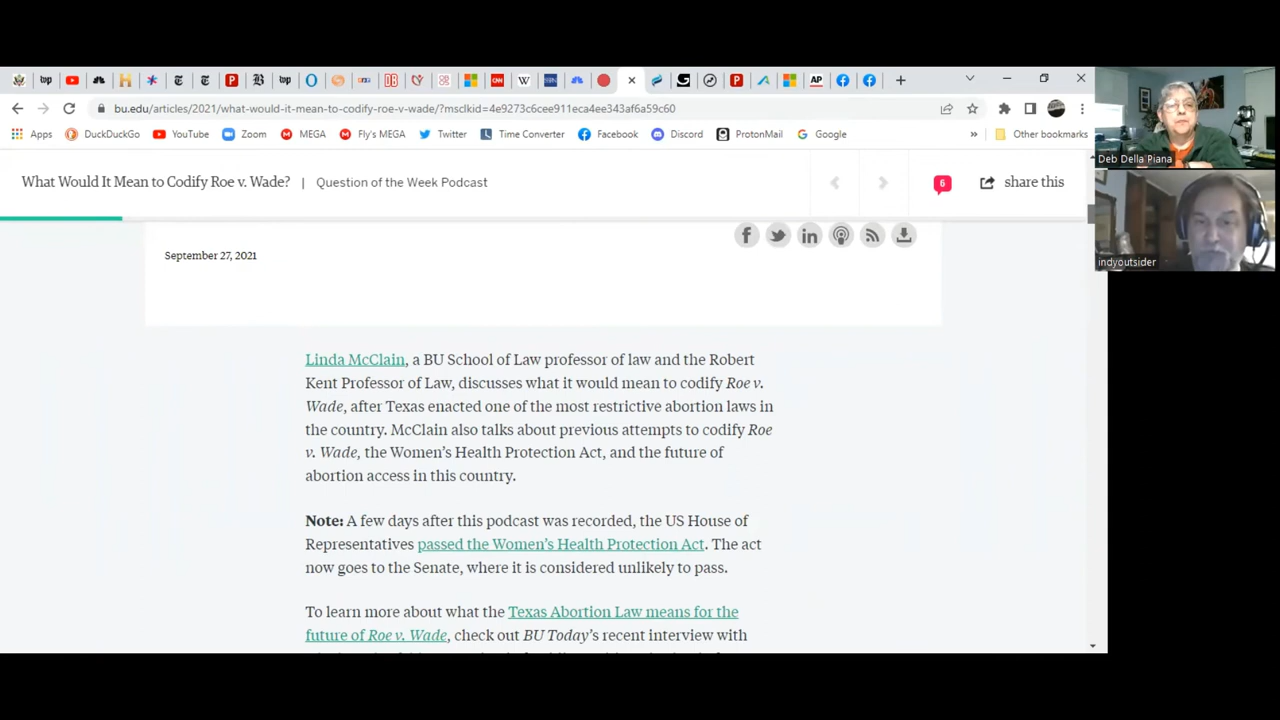 bu.edu/articles/2021/what-would-it-mean-to-codify-roe-v-wade/?msclkid=4e9273c6cee911eca4ee343af6a59c60
Apps DuckDuckGo YouTube Zoom MEGA Fly's MEGA Twitter Time Converter Facebook Discord ProtonMail Google » Other bookmarks
Deb Della Piana
indyoutsider
What Would It Mean to Codify Roe v. Wade? | Question of the Week Podcast
6
share this
September 27, 2021
Linda McClain, a BU School of Law professor of law and the Robert
Kent Professor of Law, discusses what it would mean to codify Roe v.
Wade, after Texas enacted one of the most restrictive abortion laws in
the country. McClain also talks about previous attempts to codify Roe
v. Wade, the Women's Health Protection Act, and the future of
abortion access in this country.
Note: A few days after this podcast was recorded, the US House of
Representatives passed the Women's Health Protection Act. The act
now goes to the Senate, where it is considered unlikely to pass.
To learn more about what the Texas Abortion Law means for the
future of Roe v. Wade, check out BU Today's recent interview with